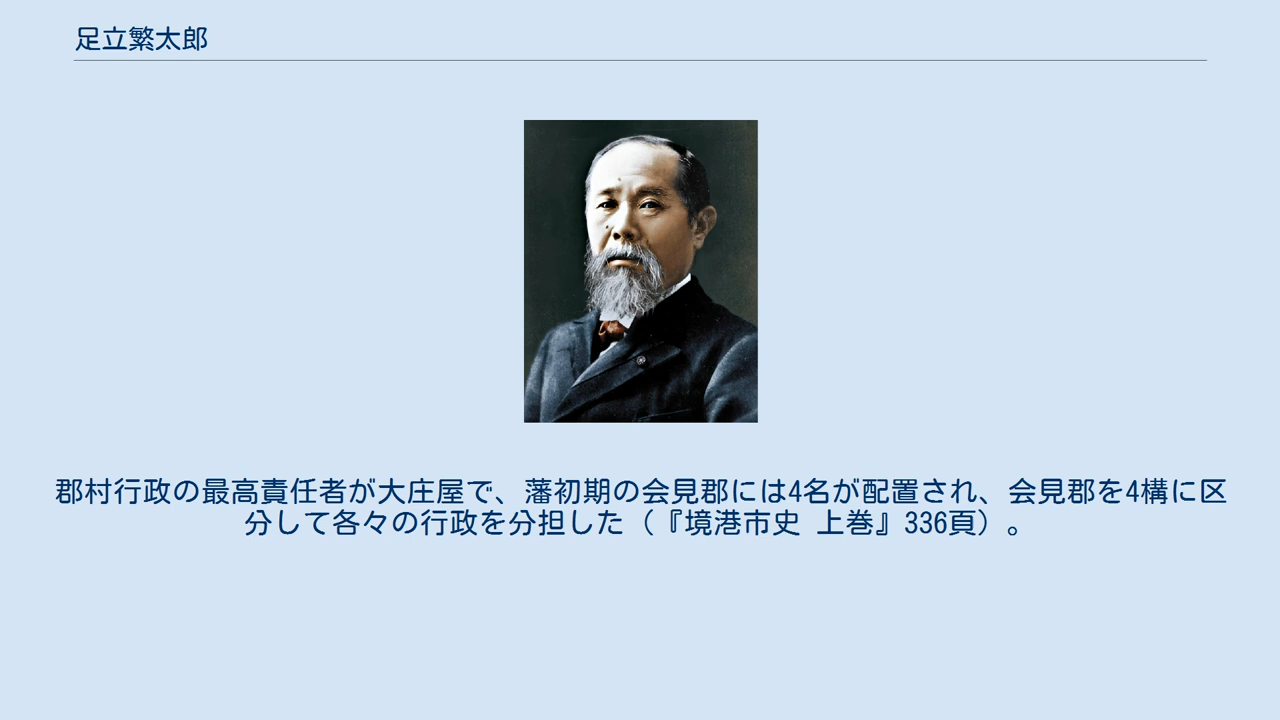 足立繁太郎
郡村行政の最高責任者が大庄屋で、藩初期の会見郡には4名が配置され、会見郡を4構に区
分して各々の行政を分担した（『境港市史 上巻』336頁）。